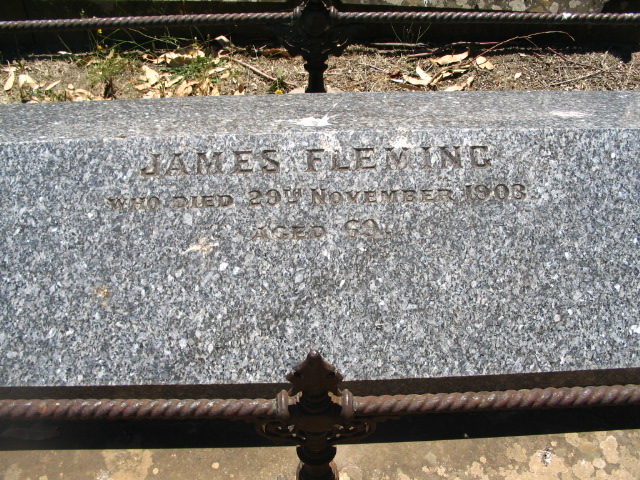 JAMES FLEMING
WHO DIED 29TH NOVEMBER 1903.
AGED 69.